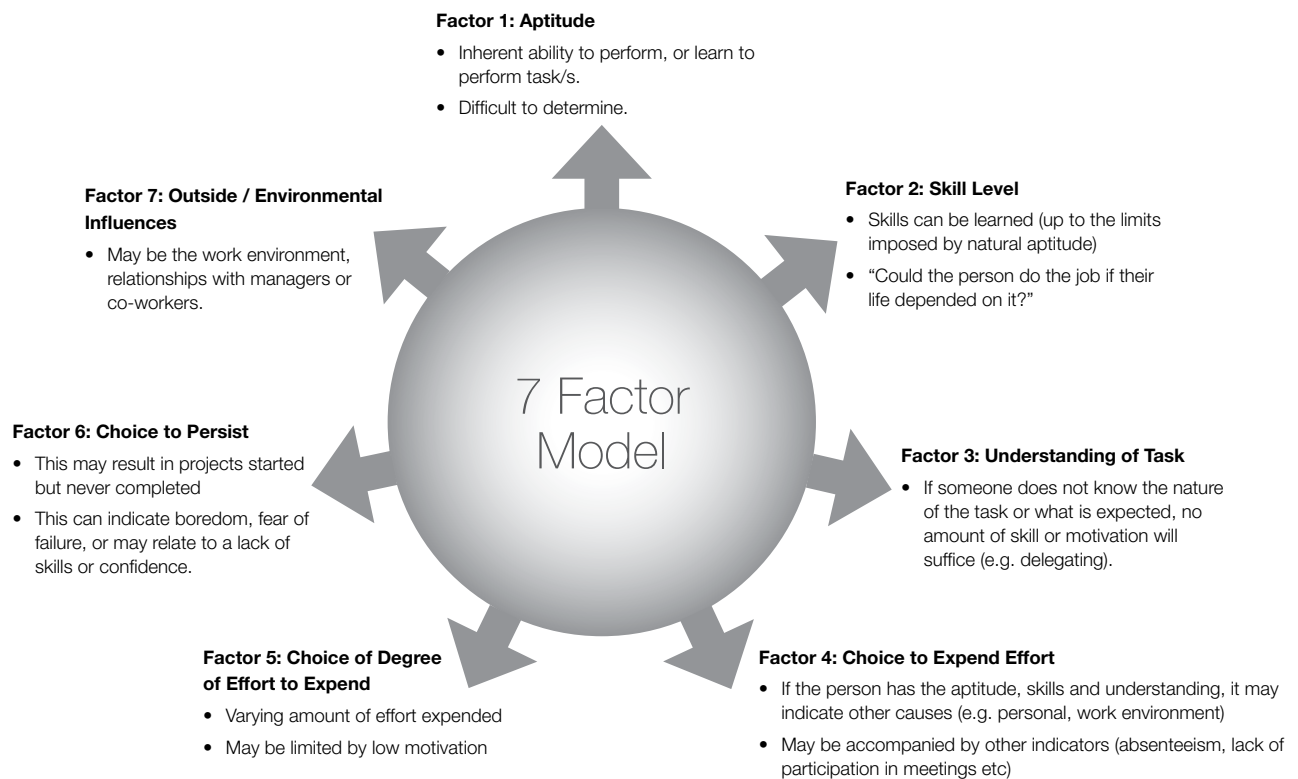 Factor 1: Aptitude
• Inherent ability to perform, or learn to
perform task/s.
• Difficult to determine.
Factor 2: Skill Level
• Skills can be learned (up to the limits
imposed by natural aptitude)
• “Could the person do the job if their
life depended on it?”
Factor 3: Understanding of Task
• If someone does not know the nature
of the task or what is expected, no
amount of skill or motivation will
suffice (e.g. delegating).
Factor 4: Choice to Expend Effort
• If the person has the aptitude, skills and understanding, it may
indicate other causes (e.g. personal, work environment)
• May be accompanied by other indicators (absenteeism, lack of
participation in meetings etc)
Factor 5: Choice of Degree
of Effort to Expend
• Varying amount of effort expended
• May be limited by low motivation
Factor 6: Choice to Persist
• This may result in projects started
but never completed
• This can indicate boredom, fear of
failure, or may relate to a lack of
skills or confidence.
Factor 7: Outside / Environmental
Influences
• May be the work environment,
relationships with managers or
co-workers.
7 Factor
Model